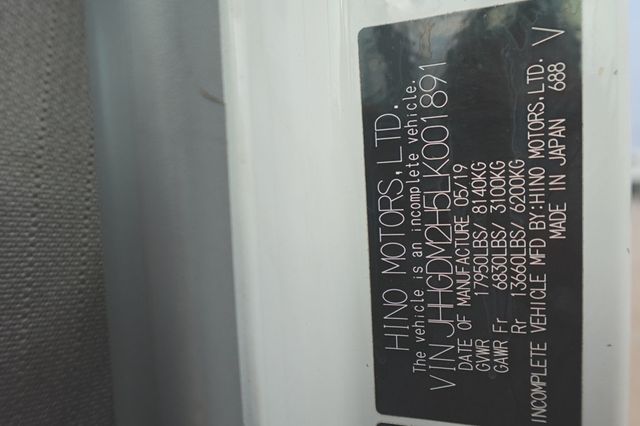 HINO MOTORS, LTD.
The vehicle is an incomplete vehicle.
VIN JHHGDM2H5LK001891
DATE OF MANUFACTURE 05/19
GVWR 17950LBS/ 8140KG
GAWR Fr 6830LBS/ 3100KG
Rr 13660LBS/ 6200KG
INCOMPLETE VEHICLE MFD BY:HINO MOTORS, LTD.
MADE IN JAPAN 688 V